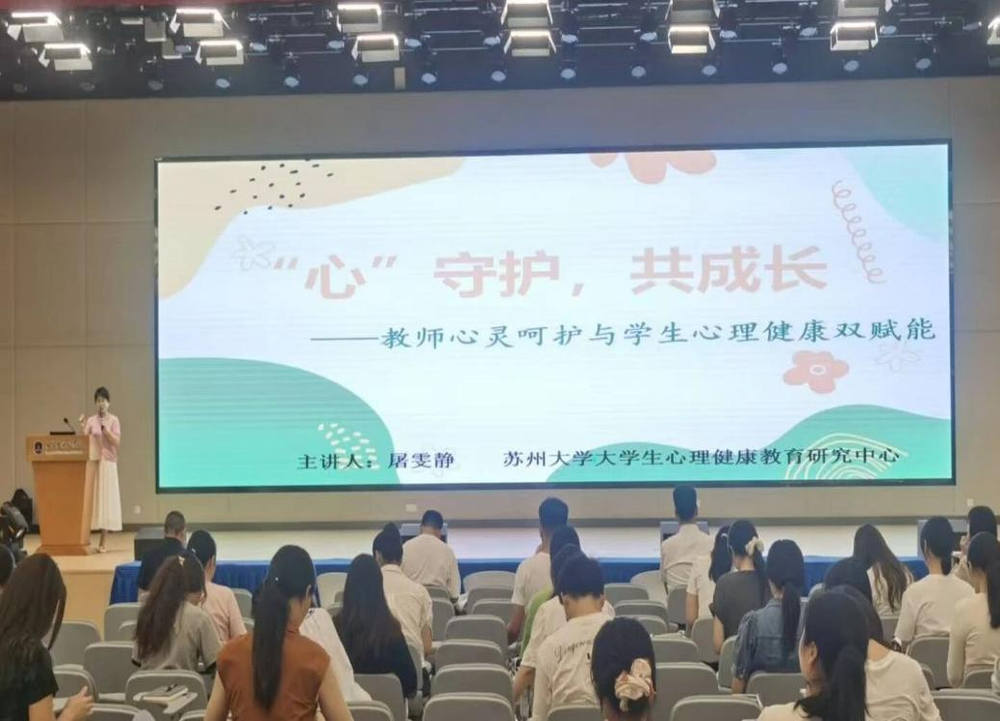 “心”守护，共成长
——教师心灵呵护与学生心理健康双赋能
主讲人：屠雯静 苏州大学大学生心理健康教育研究中心